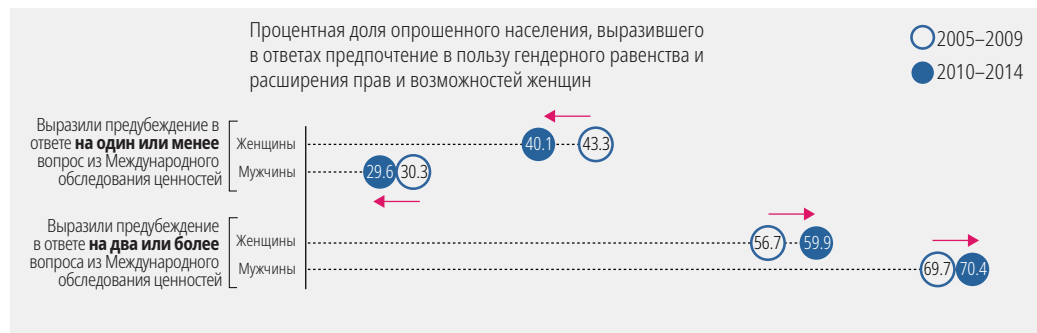 Процентная доля опрошенного населения, выразившего
в ответах предпочтение в пользу гендерного равенства и
расширения прав и возможностей женщин
2005–2009
2010–2014
Выразили предубеждение в
ответе на один или менее
вопрос из Международного
обследования ценностей
Женщины
40.1
43.3
Мужчины
29.6
30.3
Выразили предубеждение
в ответе на два или более
вопроса из Международного
обследования ценностей
Женщины
56.7
59.9
Мужчины
69.7
70.4